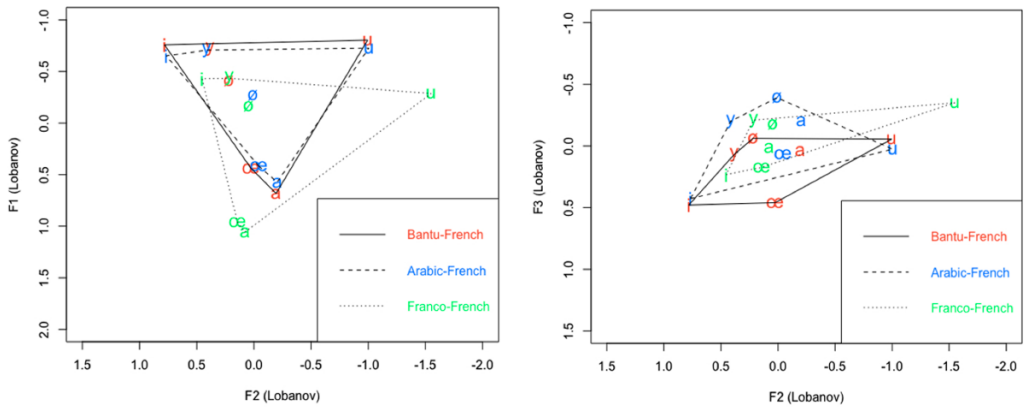 -1.0
-0.5
0.0
0.5
1.0
1.5
2.0
F1 (Lobanov)
i
y
y
u
i
u
i
y
ø
ø
ø
u
œ
œ
a
a
œ
a
Bantu-French
Arabic-French
Franco-French
1.5 1.0 0.5 0.0 -0.5 -1.0 -1.5 -2.0
F2 (Lobanov)
-1.0
-0.5
0.0
0.5
1.0
1.5
F3 (Lobanov)
ø
u
y
y
ø
a
ø
u
y
a
œ
a
u
œ
i
i
i
œ
Bantu-French
Arabic-French
Franco-French
1.5 1.0 0.5 0.0 -0.5 -1.0 -1.5 -2.0
F2 (Lobanov)